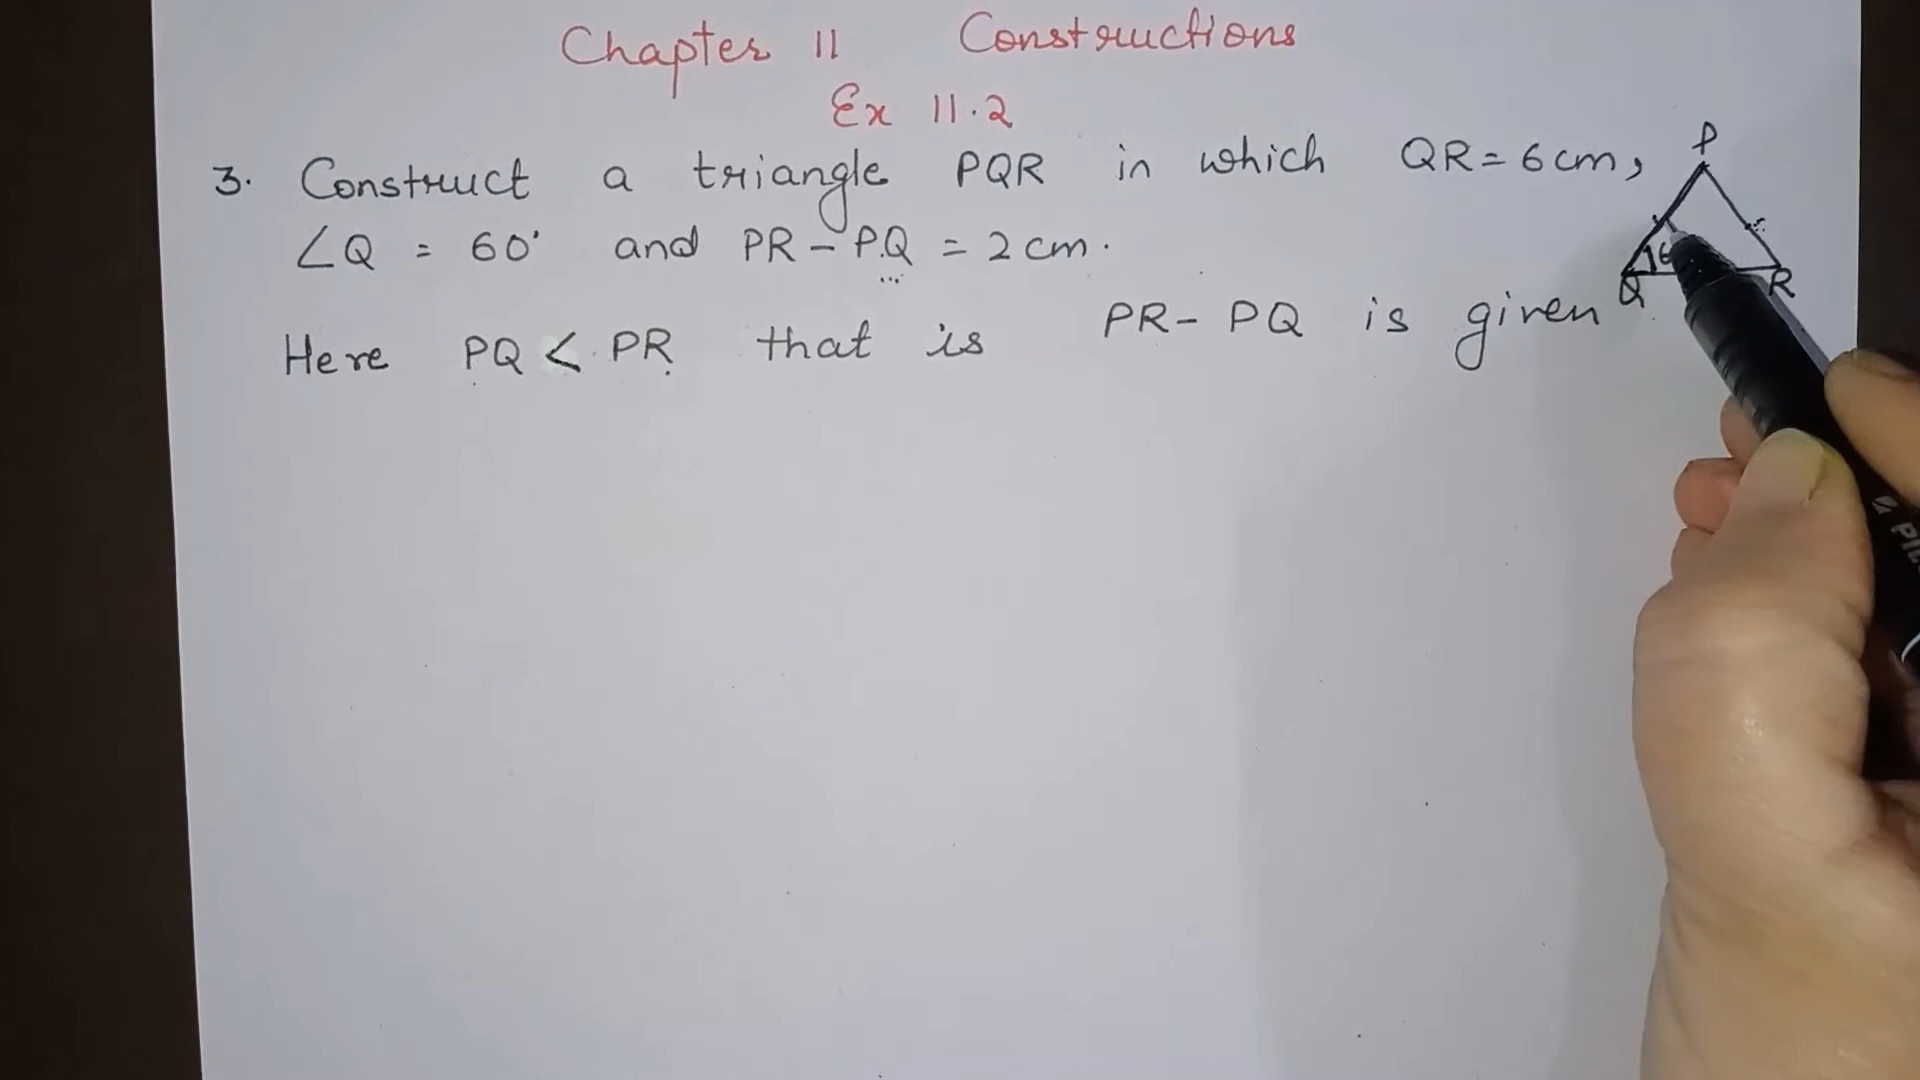 Chapter 11 Constructions
Ex 11.2
3. Construct a triangle PQR in which QR = 6 cm,
∠Q = 60° and PR - PQ = 2 cm.
Here PQ < PR that is PR - PQ is given
P
Q
R